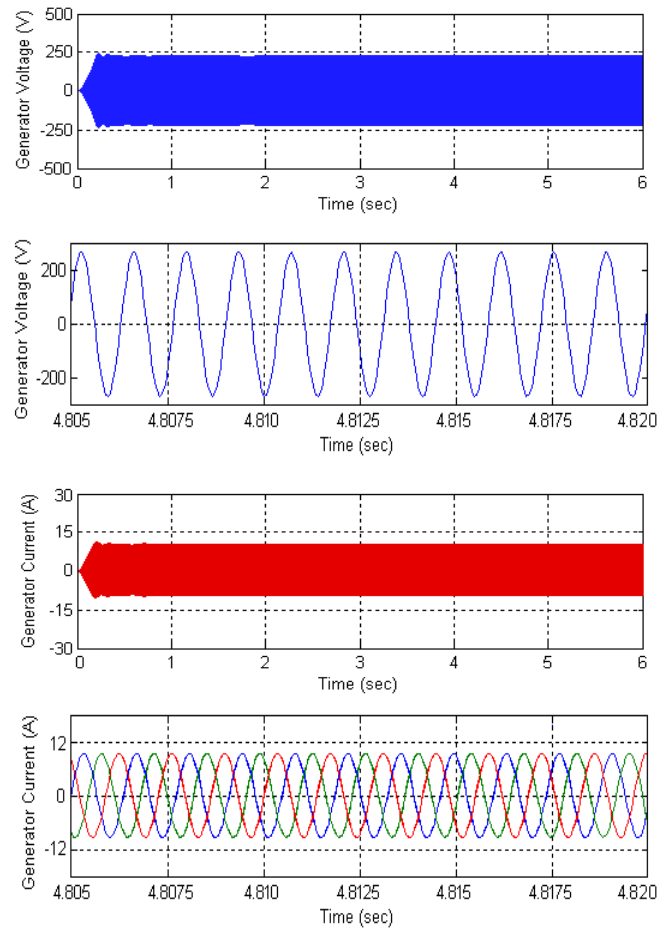 Generator Voltage (V)
500
250
0
-250
-500
0 1 2 3 4 5 6
Time (sec)
Generator Voltage (V)
200
0
-200
4.805 4.8075 4.810 4.8125 4.815 4.8175 4.820
Time (sec)
Generator Current (A)
30
15
0
-15
-30
0 1 2 3 4 5 6
Time (sec)
Generator Current (A)
12
0
-12
4.805 4.8075 4.810 4.8125 4.815 4.8175 4.820
Time (sec)